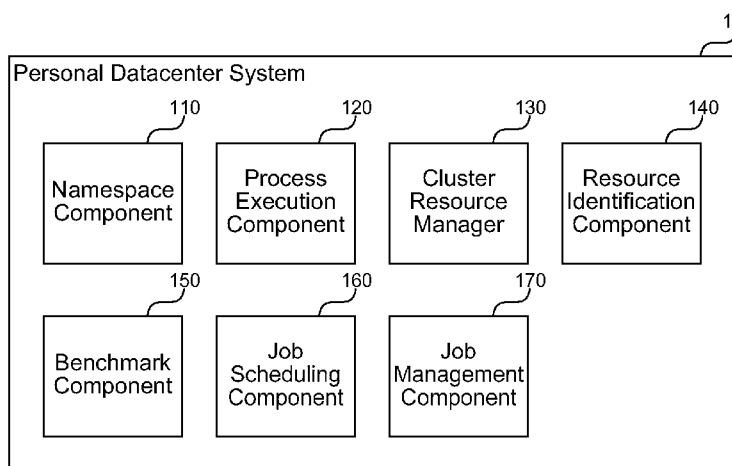 Personal Datacenter System
110
120
130
140
Namespace
Component
Process
Execution
Component
Cluster
Resource
Manager
Resource
Identification
Component
150
160
170
Benchmark
Component
Job
Scheduling
Component
Job
Management
Component